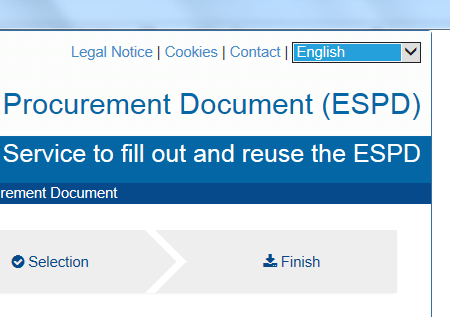 Legal Notice | Cookies | Contact | English
Procurement Document (ESPD)
Service to fill out and reuse the ESPD
rement Document
Selection Finish